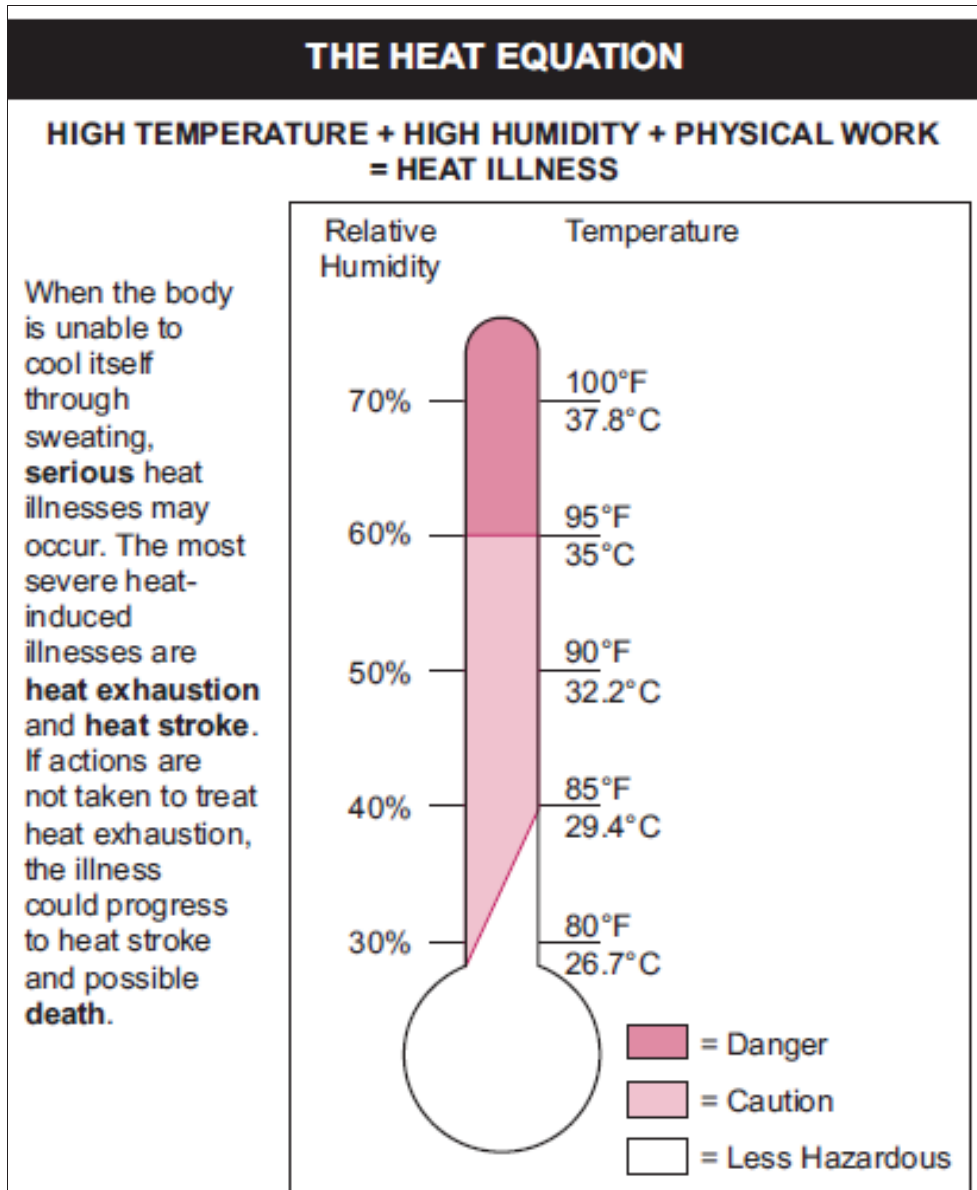 THE HEAT EQUATION
HIGH TEMPERATURE + HIGH HUMIDITY + PHYSICAL WORK
= HEAT ILLNESS
When the body
is unable to
cool itself
through
sweating,
serious heat
illnesses may
occur. The most
severe heat-
induced
illnesses are
heat exhaustion
and heat stroke.
If actions are
not taken to treat
heat exhaustion,
the illness
could progress
to heat stroke
and possible
death.
Relative
Humidity
Temperature
70%
100°F
37.8°C
60%
95°F
35°C
50%
90°F
32.2°C
40%
85°F
29.4°C
30%
80°F
26.7°C
= Danger
= Caution
= Less Hazardous